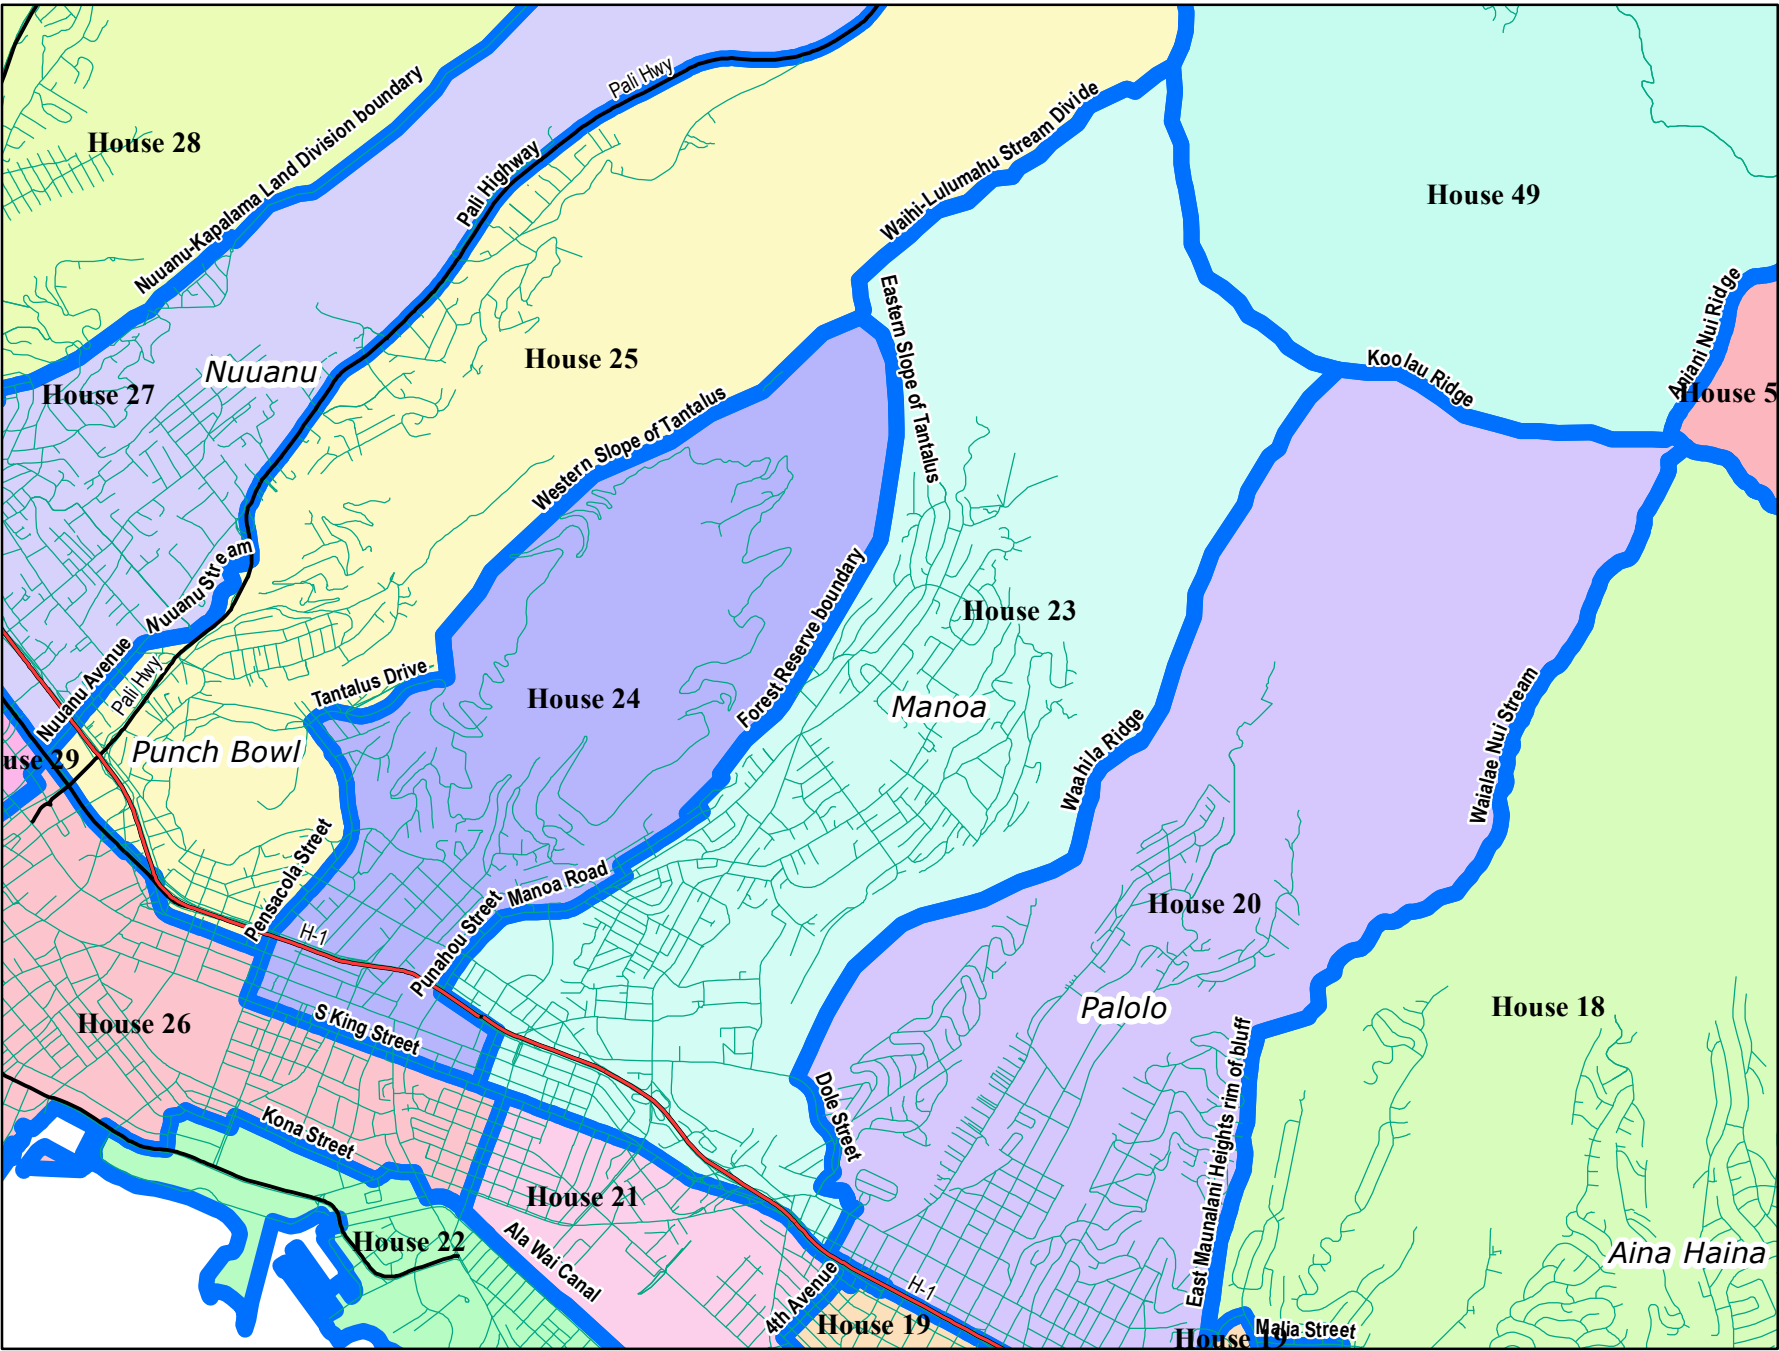 Pali Hwy
House 28
Nuuanu-Kapalama Land Division boundary
Pali Highway
Waihi-Lulumahu Stream Divide
House 49
Eastern Slope of Tantalus
Aniani Nui Ridge
House 25
Koolau Ridge
Nuuanu
House 27
House 5
Western Slope of Tantalus
Nuuanu Stream
Forest Reserve boundary
House 23
Nuuanu Avenue
Pali Hwy
Tantalus Drive
House 24
Manoa
Waahila Ridge
Waialae Nui Stream
Punch Bowl
use 29
Pensacola Street
Manoa Road
Punahou Street
House 20
H-1
Palolo
House 18
House 26
S King Street
East Maunalani Heights rim of bluff
Dole Street
Kona Street
House 21
House 22
Ala Wai Canal
Aina Haina
4th Avenue
H-1
House 19
House 19
Malia Street